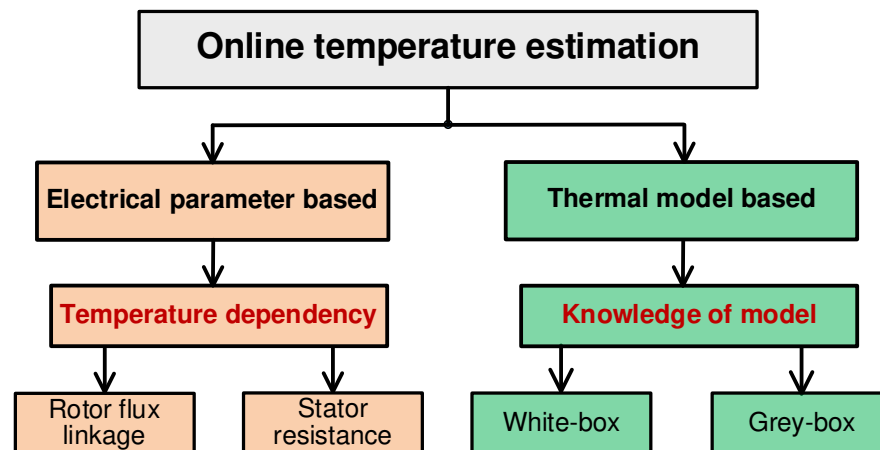 Online temperature estimation
Electrical parameter based
Thermal model based
Temperature dependency
Knowledge of model
Rotor flux
linkage
Stator
resistance
White-box
Grey-box